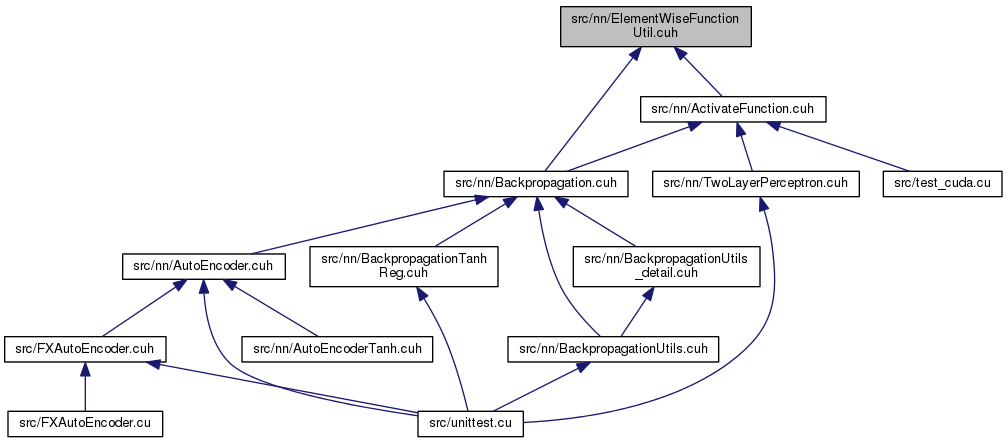 src/nn/ElementWiseFunction
Util.cuh
src/nn/ActivateFunction.cuh
src/nn/Backpropagation.cuh
src/nn/TwoLayerPerceptron.cuh
src/test_cuda.cu
src/nn/AutoEncoder.cuh
src/nn/BackpropagationTanh
Reg.cuh
src/nn/BackpropagationUtils
_detail.cuh
src/FXAutoEncoder.cuh
src/nn/AutoEncoderTanh.cuh
src/nn/BackpropagationUtils.cuh
src/FXAutoEncoder.cu
src/unittest.cu